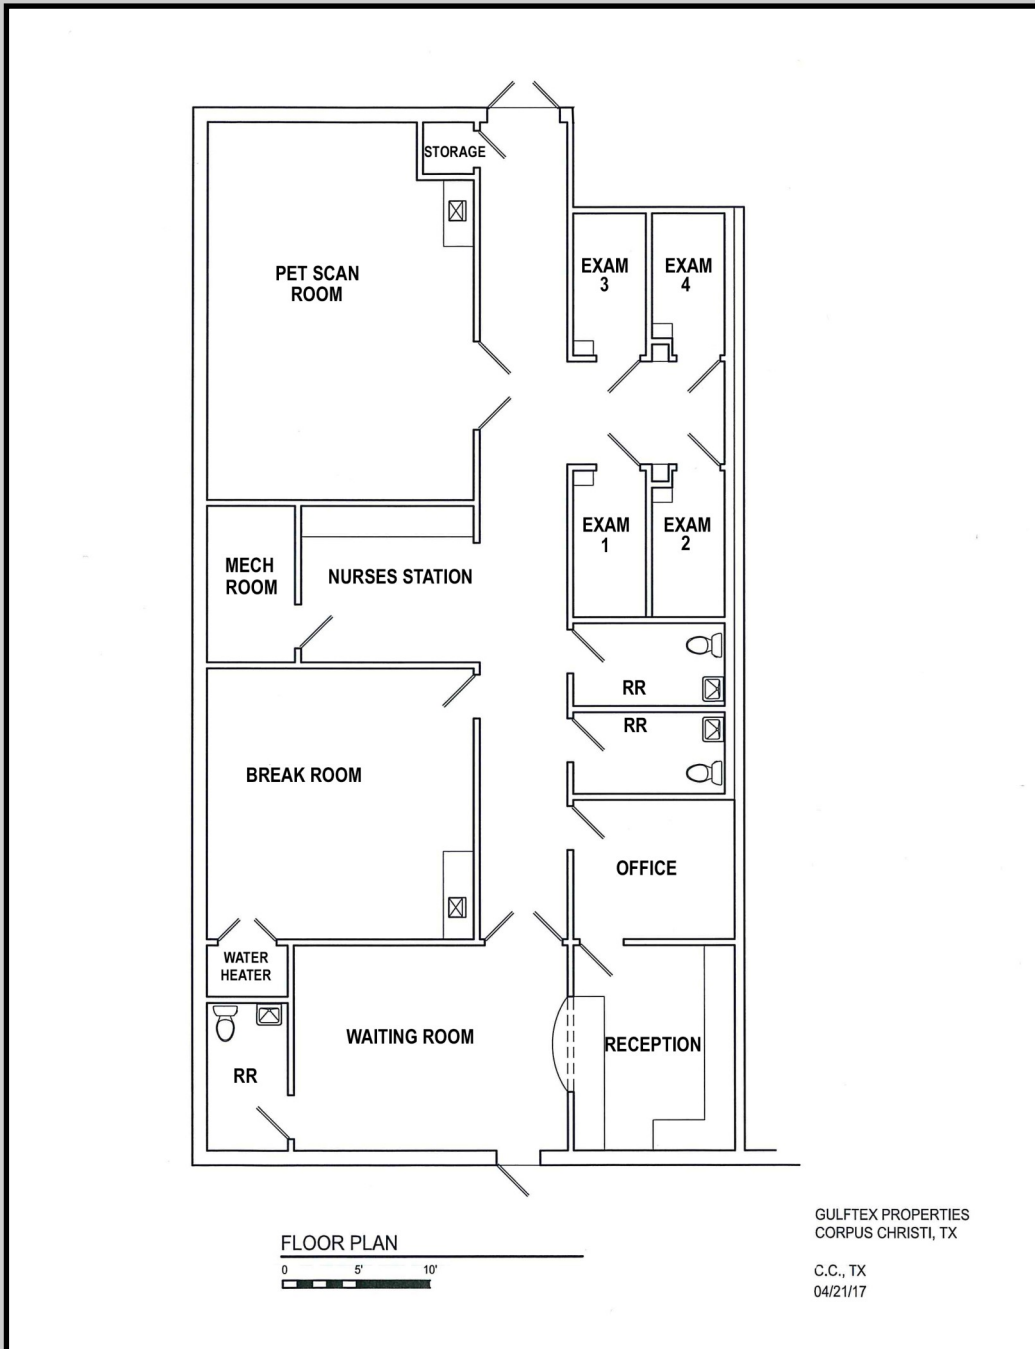 STORAGE
PET SCAN
ROOM
EXAM
3
EXAM
4
EXAM
1
EXAM
2
MECH
ROOM
NURSES STATION
RR
RR
BREAK ROOM
OFFICE
WATER
HEATER
WAITING ROOM
RECEPTION
RR
FLOOR PLAN
0 5' 10'
GULFTEX PROPERTIES
CORPUS CHRISTI, TX
C.C., TX
04/21/17